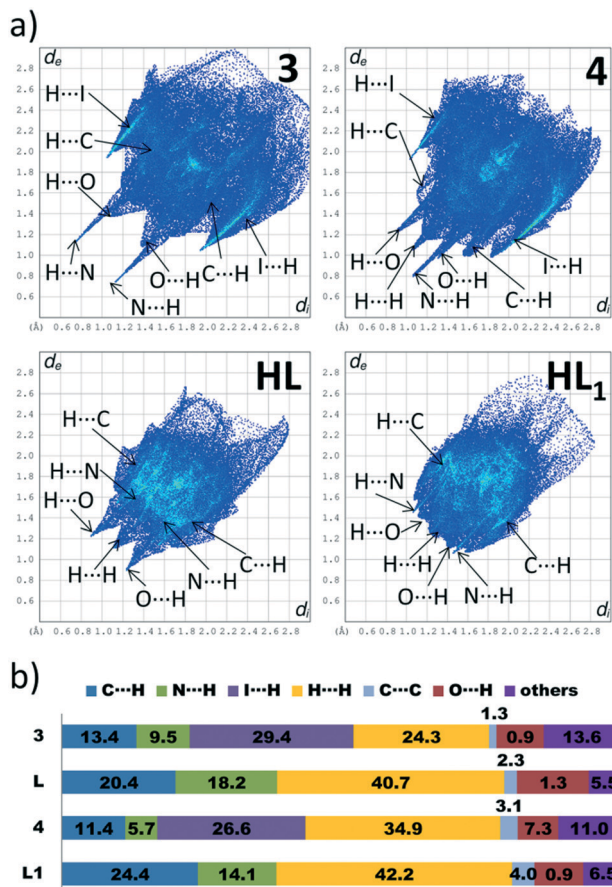 a)
de
3
2.8
2.6
2.4
2.2
2.0
1.8
1.6
1.4
1.2
1.0
0.8
0.6
H···I
H···C
H···O
H···N
O···H
N···H
C···H
I···H
di
(Å) 0.6 0.8 1.0 1.2 1.4 1.6 1.8 2.0 2.2 2.4 2.6 2.8
de
4
2.8
2.6
2.4
2.2
2.0
1.8
1.6
1.4
1.2
1.0
0.8
0.6
H···I
H···C
H···O
H···H
N···H
O···H
C···H
I···H
di
(Å) 0.6 0.8 1.0 1.2 1.4 1.6 1.8 2.0 2.2 2.4 2.6 2.8
de
HL
2.8
2.6
2.4
2.2
2.0
1.8
1.6
1.4
1.2
1.0
0.8
0.6
H···C
H···N
H···O
H···H
O···H
N···H
C···H
di
(Å) 0.6 0.8 1.0 1.2 1.4 1.6 1.8 2.0 2.2 2.4 2.6 2.8
de
HL1
2.8
2.6
2.4
2.2
2.0
1.8
1.6
1.4
1.2
1.0
0.8
0.6
H···C
H···N
H···O
H···H
O···H
N···H
C···H
di
(Å) 0.6 0.8 1.0 1.2 1.4 1.6 1.8 2.0 2.2 2.4 2.6 2.8
b)
C···H N···H I···H H···H C···C O···H others
1.3
3 13.4 9.5 29.4 24.3 0.9 13.6
2.3
L 20.4 18.2 40.7 1.3 5.5
3.1
4 11.4 5.7 26.6 34.9 7.3 11.0
L1 24.4 14.1 42.2 4.0 0.9 6.5